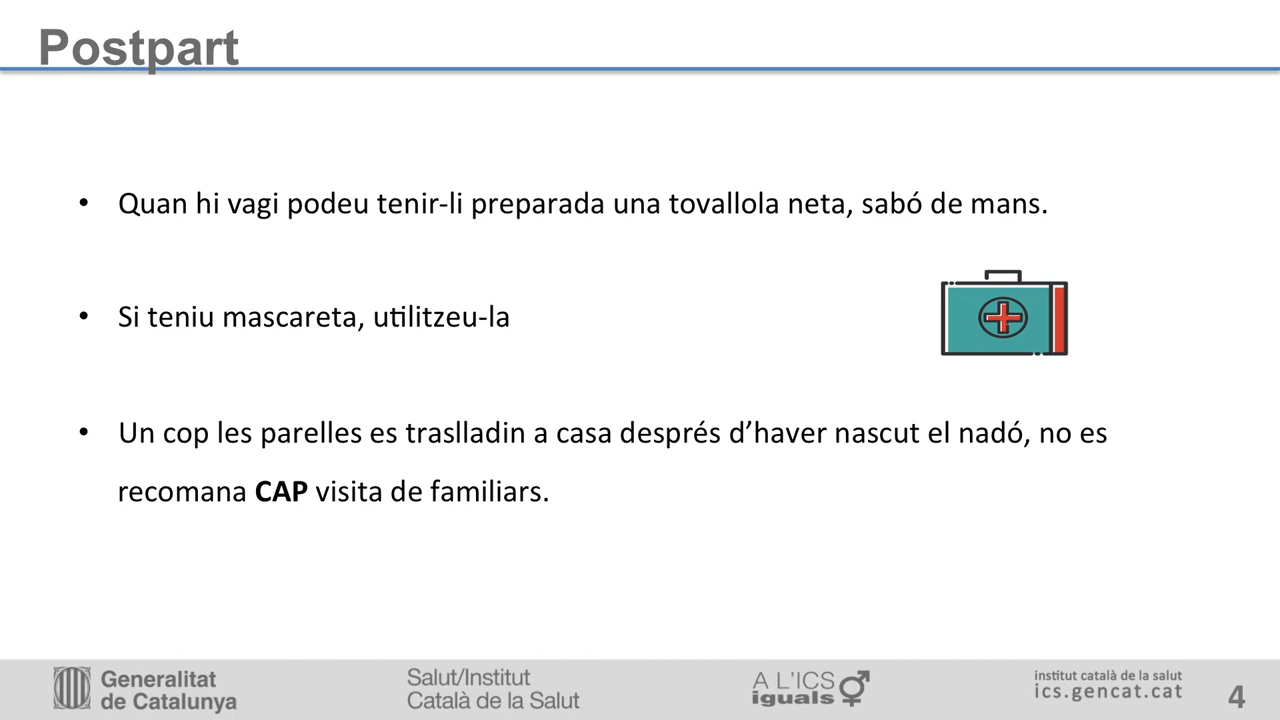 Postpart
• Quan hi vagi podeu tenir-li preparada una tovallola neta, sabó de mans.
• Si teniu mascareta, utilitzeu-la
• Un cop les parelles es traslladin a casa després d’haver nascut el nadó, no es
recomana CAP visita de familiars.
Generalitat
de Catalunya
Salut/Institut
Català de la Salut
A L'ICS
iguals
institut català de la salut
ics.gencat.cat
4